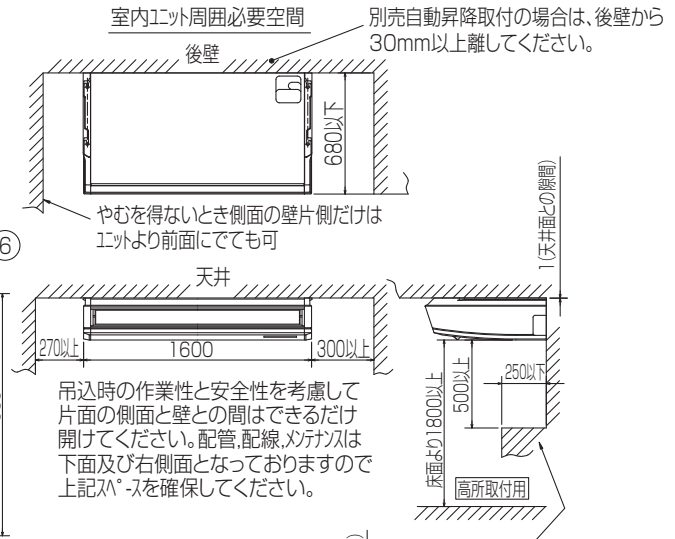 室内ユニット周囲必要空間
別売自動昇降取付の場合は、後壁から
30mm以上離してください。
後壁
680以下
やむを得ないとき側面の壁片側だけは
ユニットより前面にでても可
6
1(天井面との隙間)
天井
270以上
1600
300以上
吊込時の作業性と安全性を考慮して
片面の側面と壁との間はできるだけ
開けてください。配管,配線,メンテナンスは
下面及び右側面となっておりますので
上記スペースを確保してください。
床面より1800以上
500以上
250以下
高所取付用